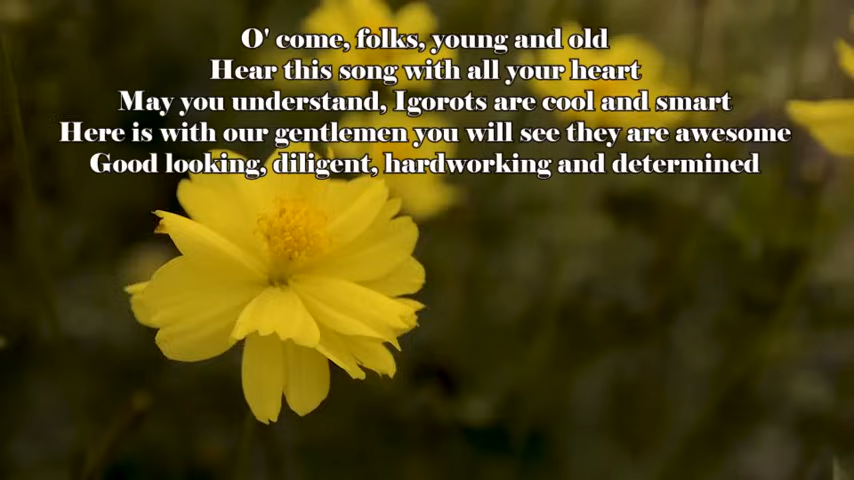 O' come, folks, young and old
Hear this song with all your heart
May you understand, Igorots are cool and smart
Here is with our gentlemen you will see they are awesome
Good looking, diligent, hardworking and determined